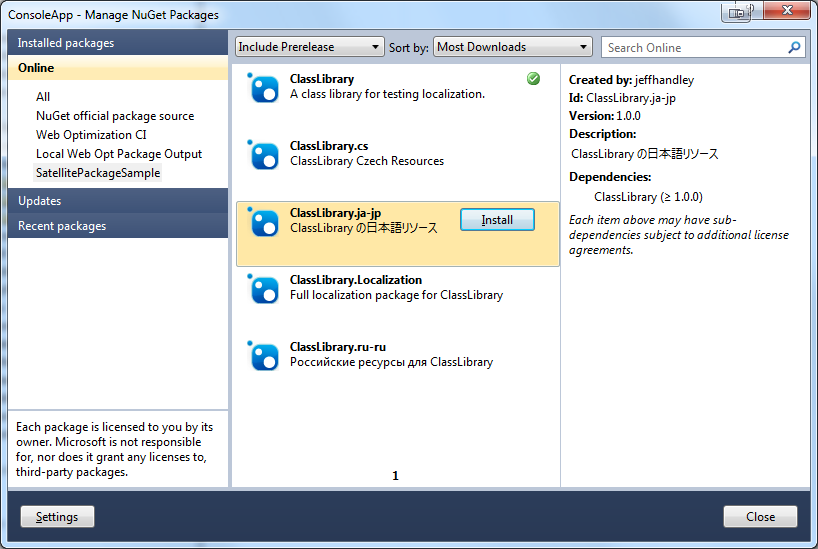 ConsoleApp - Manage NuGet Packages
Installed packages
Online
All
NuGet official package source
Web Optimization CI
Local Web Opt Package Output
SatellitePackageSample
Updates
Recent packages
Each package is licensed to you by its
owner. Microsoft is not responsible
for, nor does it grant any licenses to,
third-party packages.
Include Prerelease
Sort by:
Most Downloads
Search Online
ClassLibrary
A class library for testing localization.
ClassLibrary.cs
ClassLibrary Czech Resources
ClassLibrary.ja-jp
ClassLibrary の日本語リソース
Install
ClassLibrary.Localization
Full localization package for ClassLibrary
ClassLibrary.ru-ru
Российские ресурсы для ClassLibrary
1
Created by: jeffhandley
Id: ClassLibrary.ja-jp
Version: 1.0.0
Description:
ClassLibrary の日本語リソース
Dependencies:
ClassLibrary (≥ 1.0.0)
Each item above may have sub-
dependencies subject to additional license
agreements.
Settings
Close